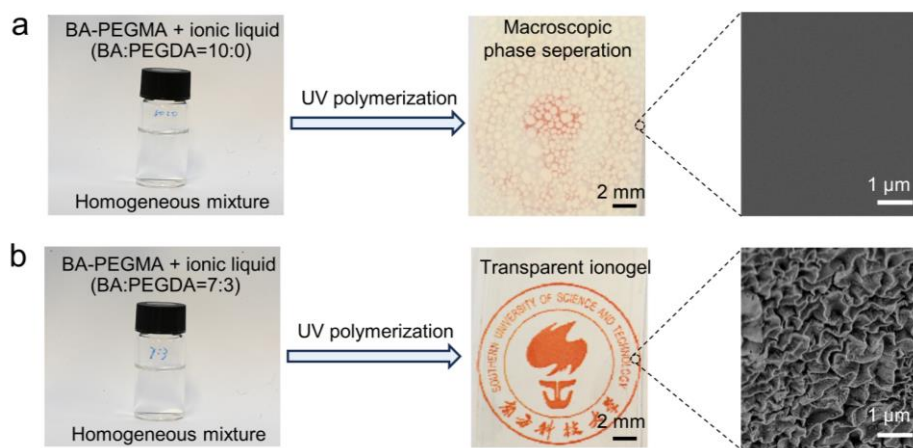 a
BA-PEGMA + ionic liquid
(BA:PEGDA=10:0)
Homogeneous mixture
UV polymerization
Macroscopic
phase seperation
2 mm
1 µm
b
BA-PEGMA + ionic liquid
(BA:PEGDA=7:3)
7:3
Homogeneous mixture
UV polymerization
Transparent ionogel
SOUTHERN UNIVERSITY OF SCIENCE AND TECHNOLOGY
2 mm
1 µm